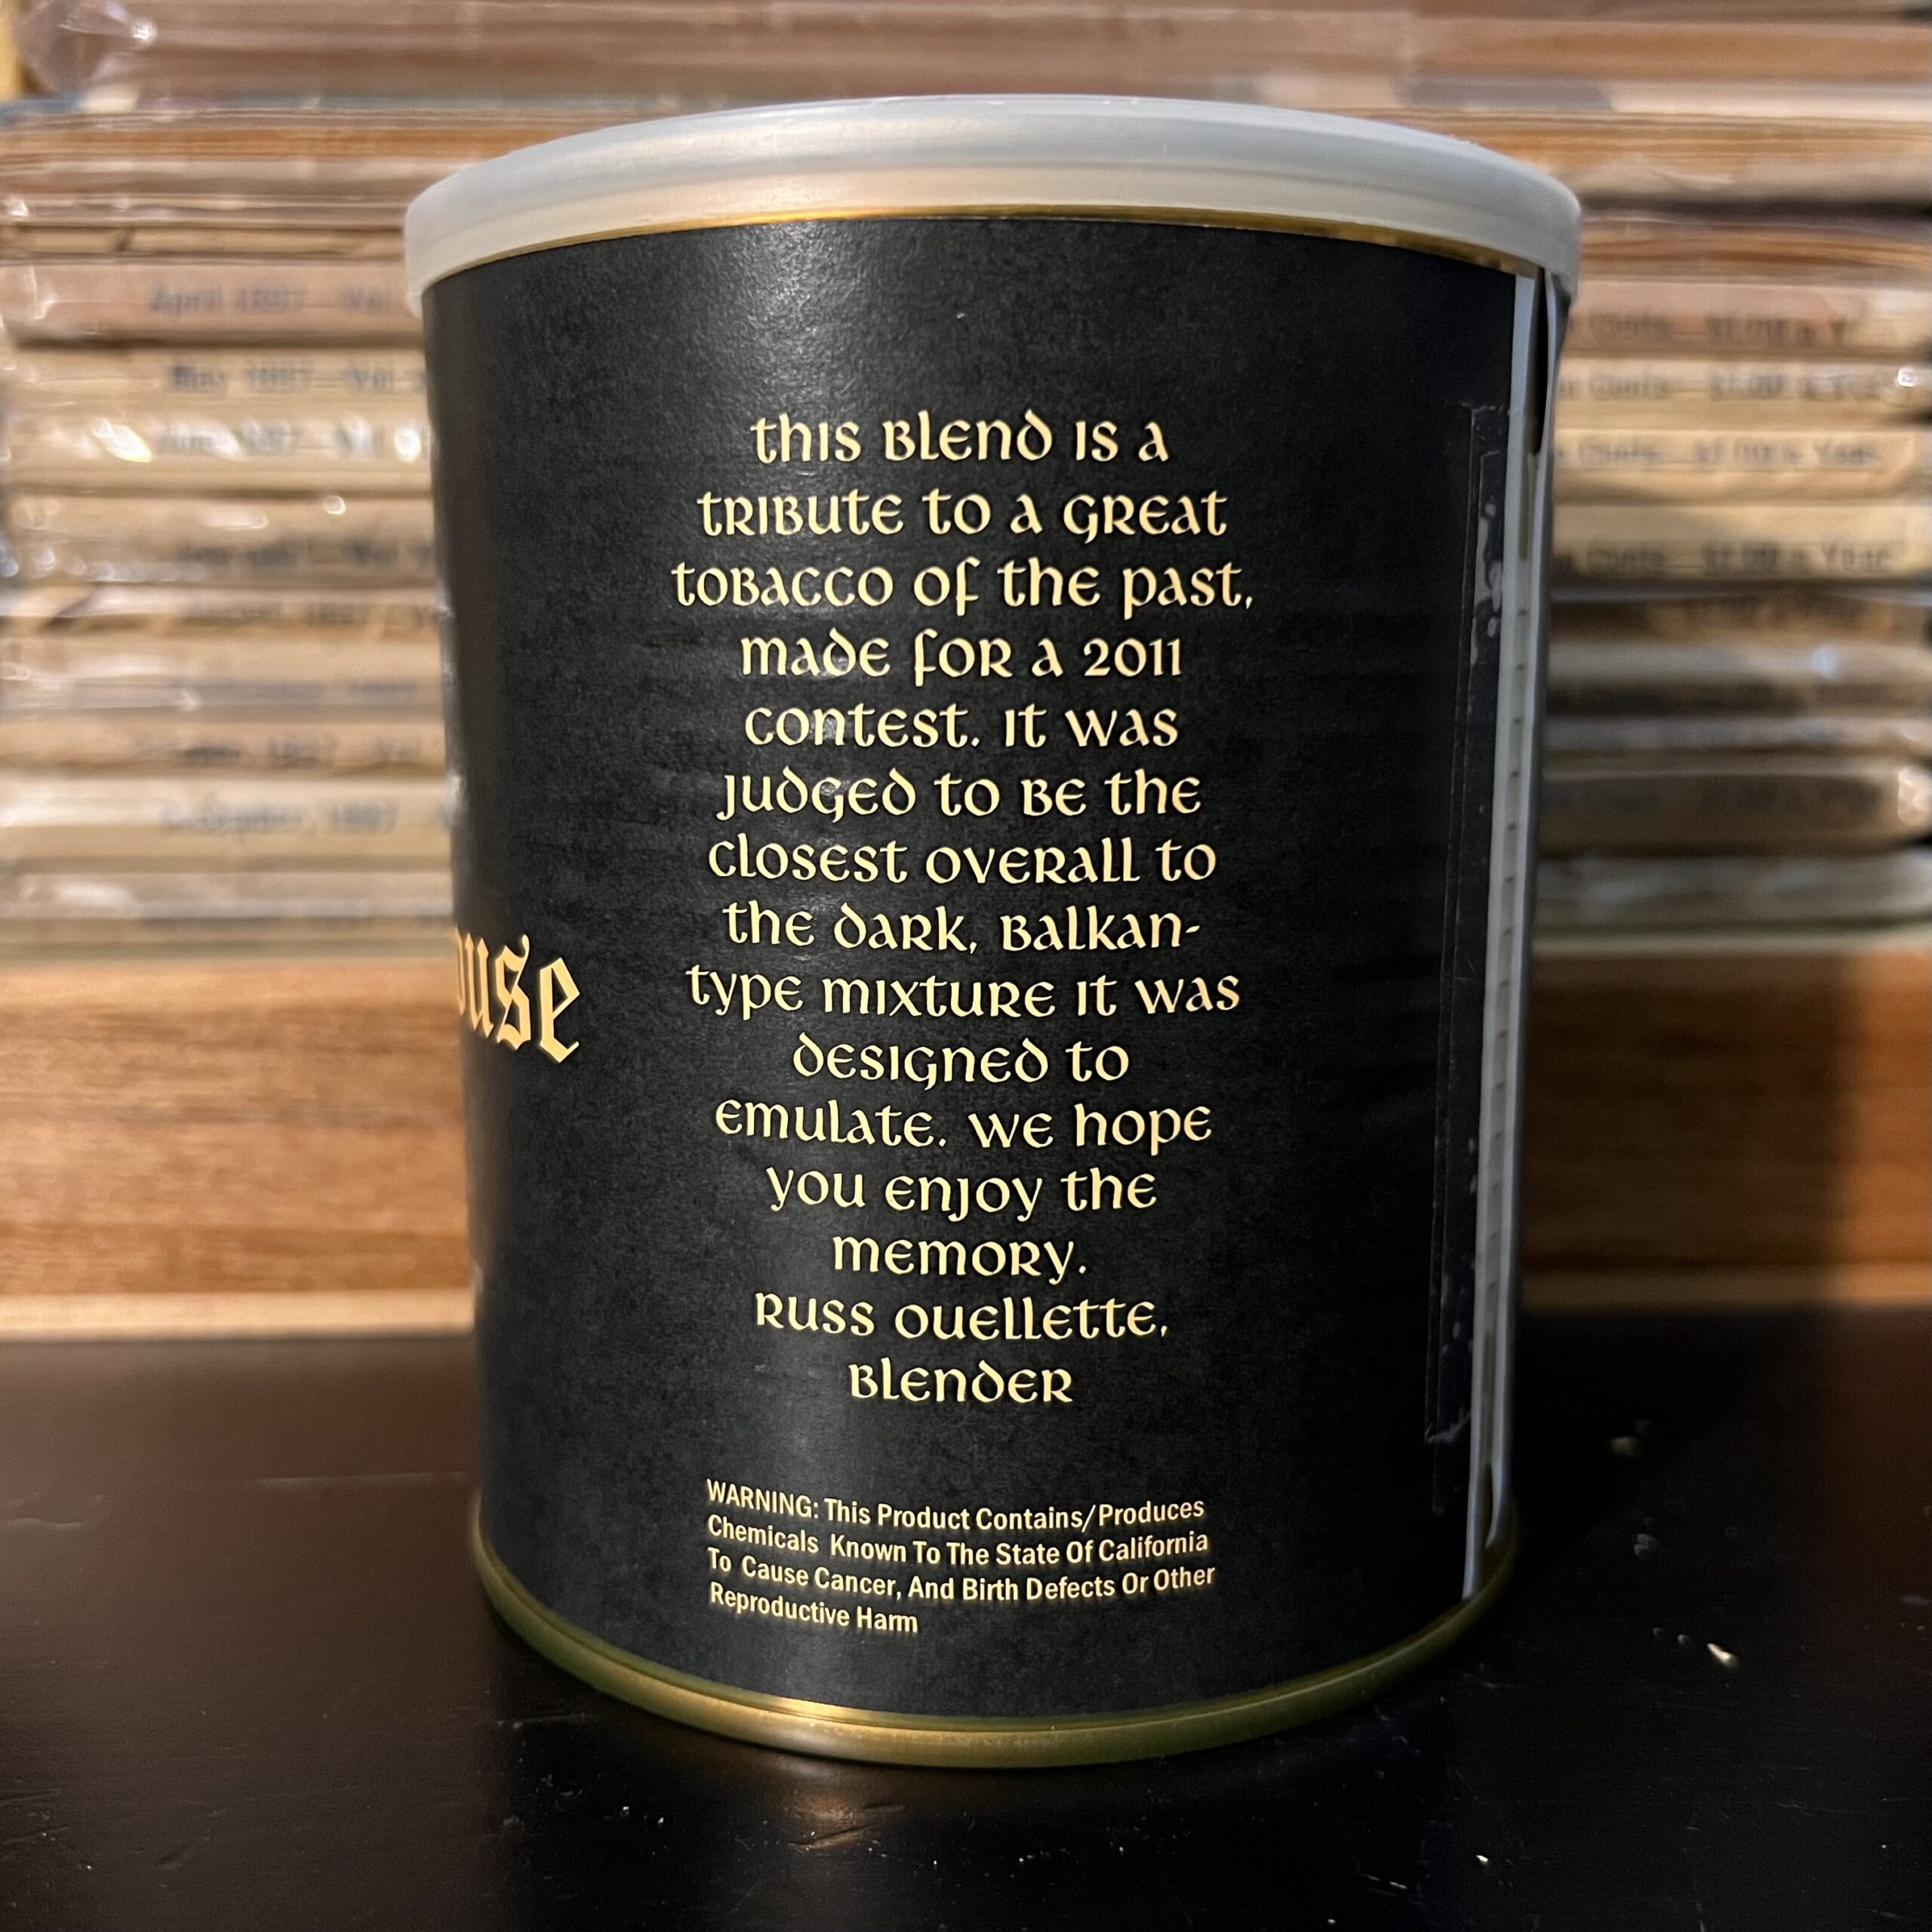 this blend is a
tribute to a great
tobacco of the past,
made for a 2011
contest. it was
judged to be the
closest overall to
the dark, balkan-
type mixture it was
designed to
emulate. we hope
you enjoy the
memory.
russ ouellette,
blender
WARNING: This Product Contains/Produces
Chemicals Known To The State Of California
To Cause Cancer, And Birth Defects Or Other
Reproductive Harm
ouse
April 1897